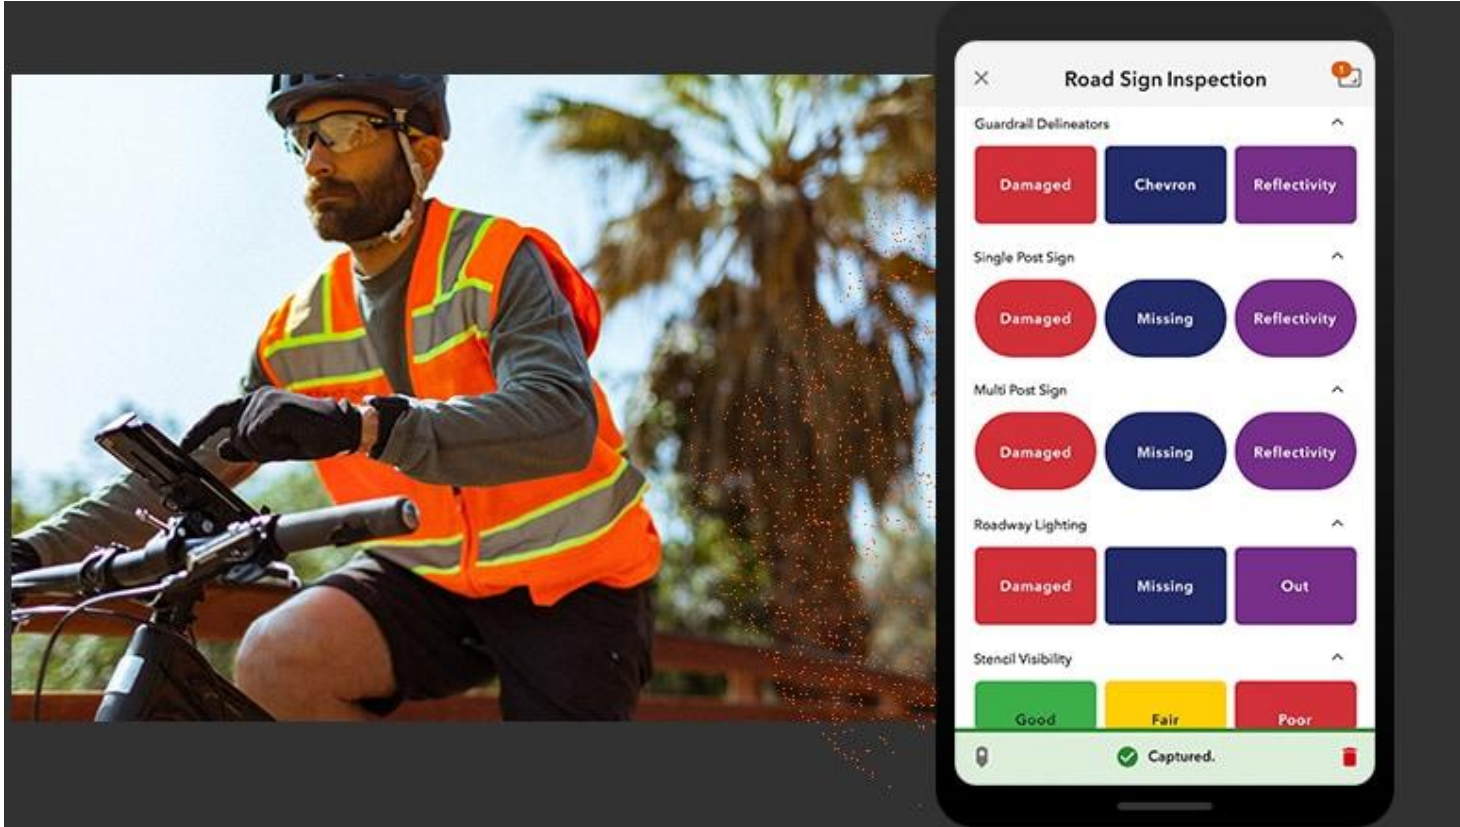 Road Sign Inspection
1
Guardrail Delineators
Damaged Chevron Reflectivity
Single Post Sign
Damaged Missing Reflectivity
Multi Post Sign
Damaged Missing Reflectivity
Roadway Lighting
Damaged Missing Out
Stencil Visibility
Good Fair Poor
Captured.